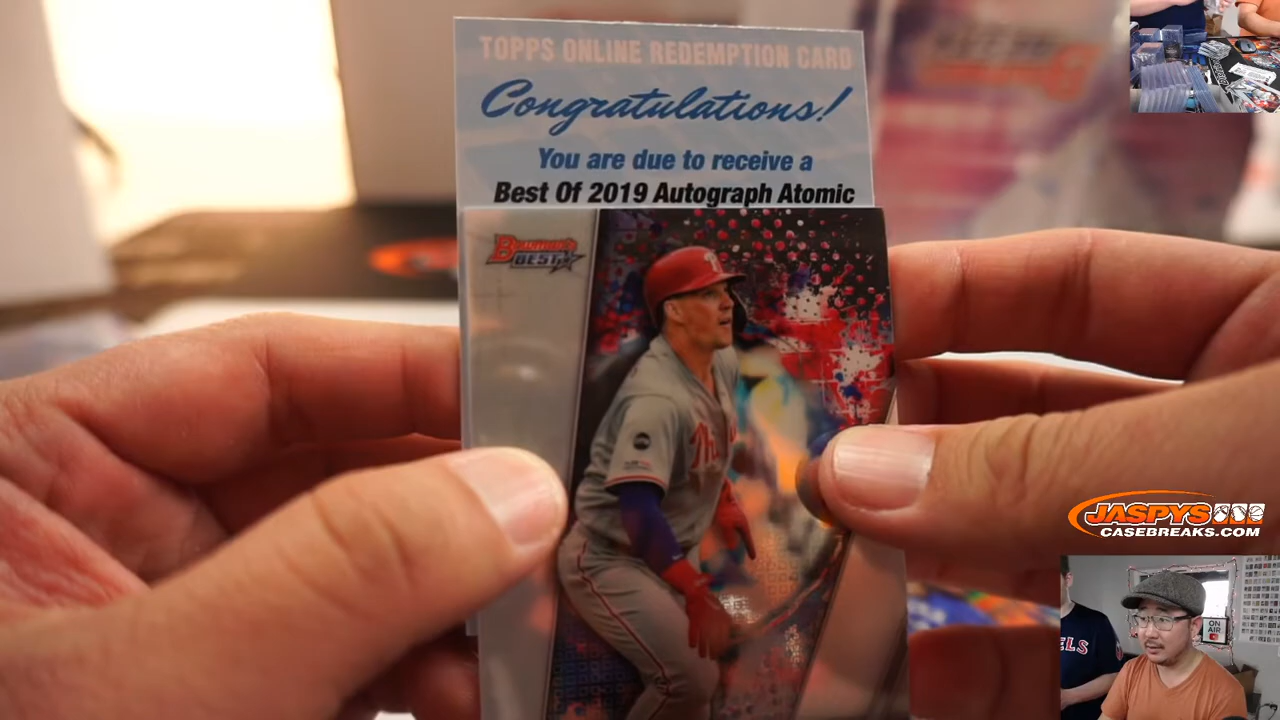 TOPPS ONLINE REDEMPTION CARD
Congratulations!
You are due to receive a
Best Of 2019 Autograph Atomic
BOWMAN'S
BEST
JASPYS
CASEBREAKS.COM
ON
AIR
ELS